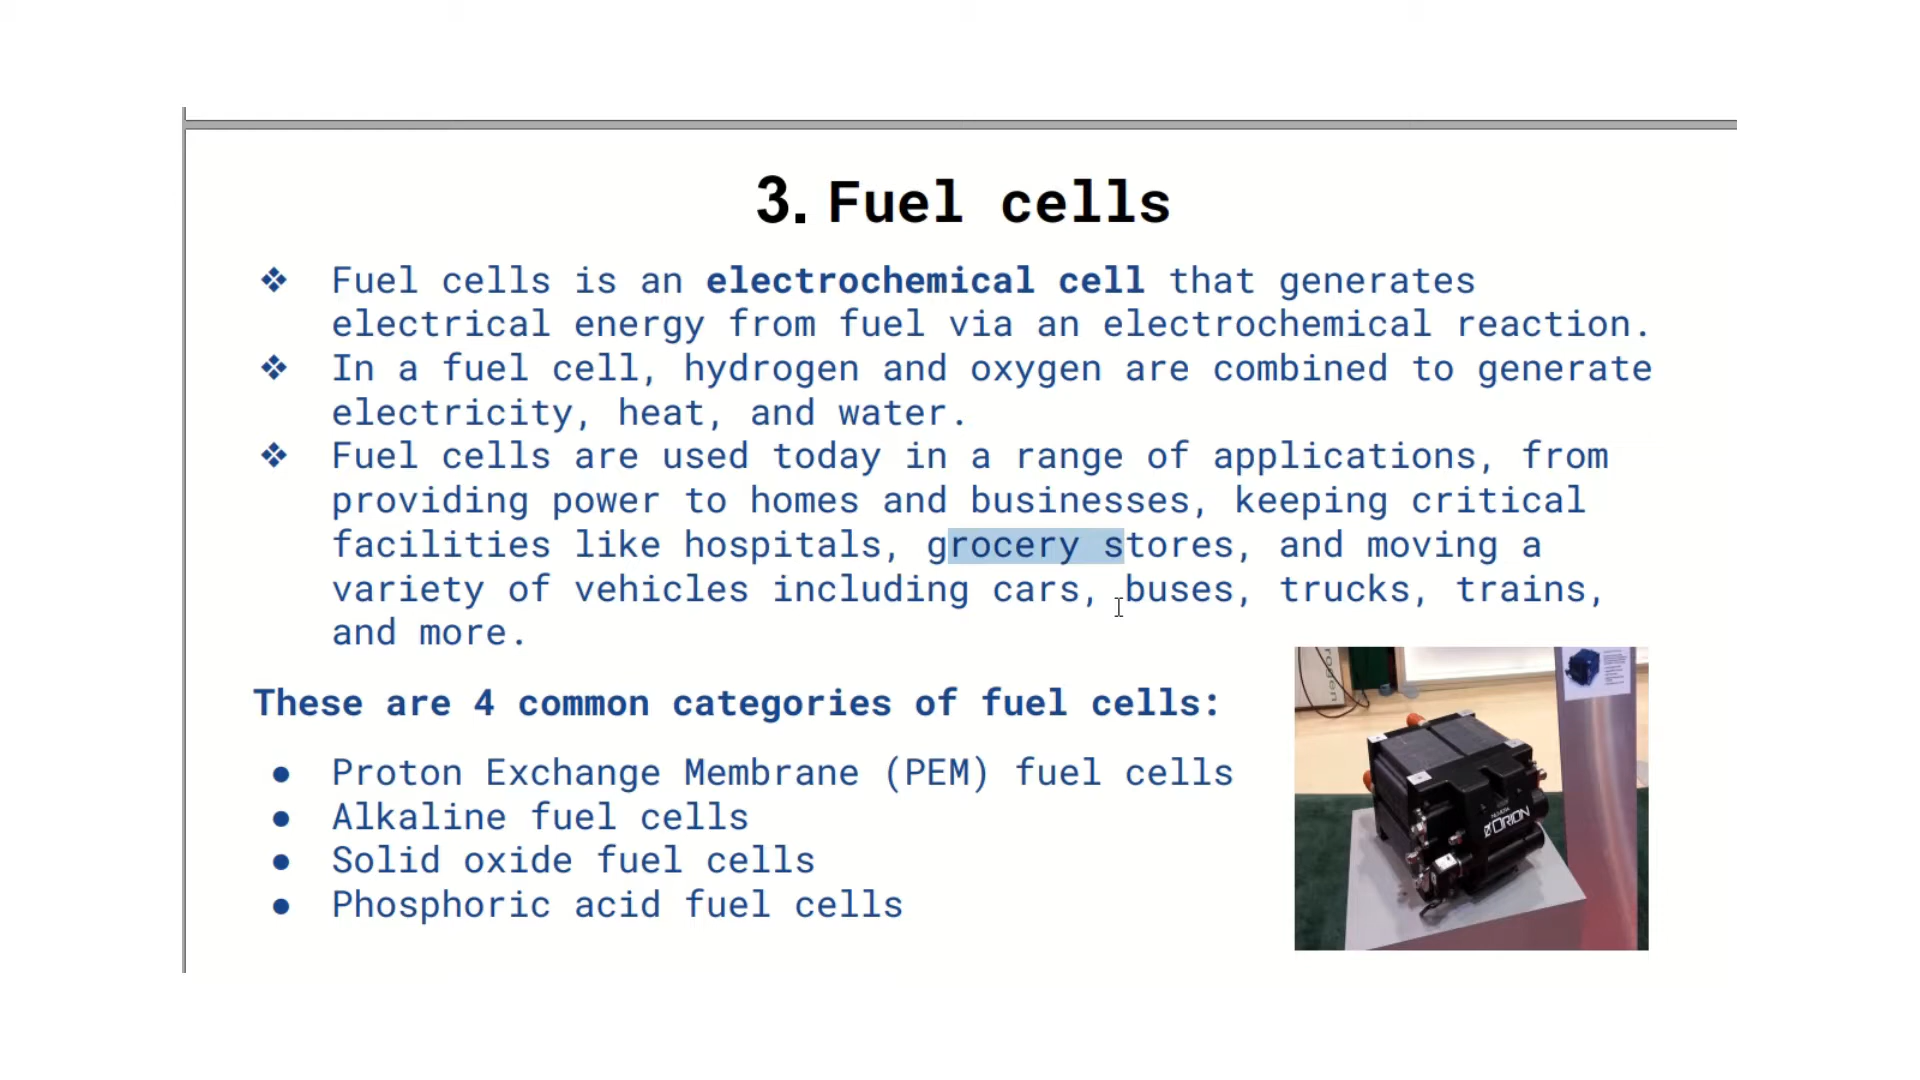 3. Fuel cells
❖ Fuel cells is an electrochemical cell that generates
electrical energy from fuel via an electrochemical reaction.
❖ In a fuel cell, hydrogen and oxygen are combined to generate
electricity, heat, and water.
❖ Fuel cells are used today in a range of applications, from
providing power to homes and businesses, keeping critical
facilities like hospitals, grocery stores, and moving a
variety of vehicles including cars, buses, trucks, trains,
and more.
These are 4 common categories of fuel cells:
● Proton Exchange Membrane (PEM) fuel cells
● Alkaline fuel cells
● Solid oxide fuel cells
● Phosphoric acid fuel cells
ORION